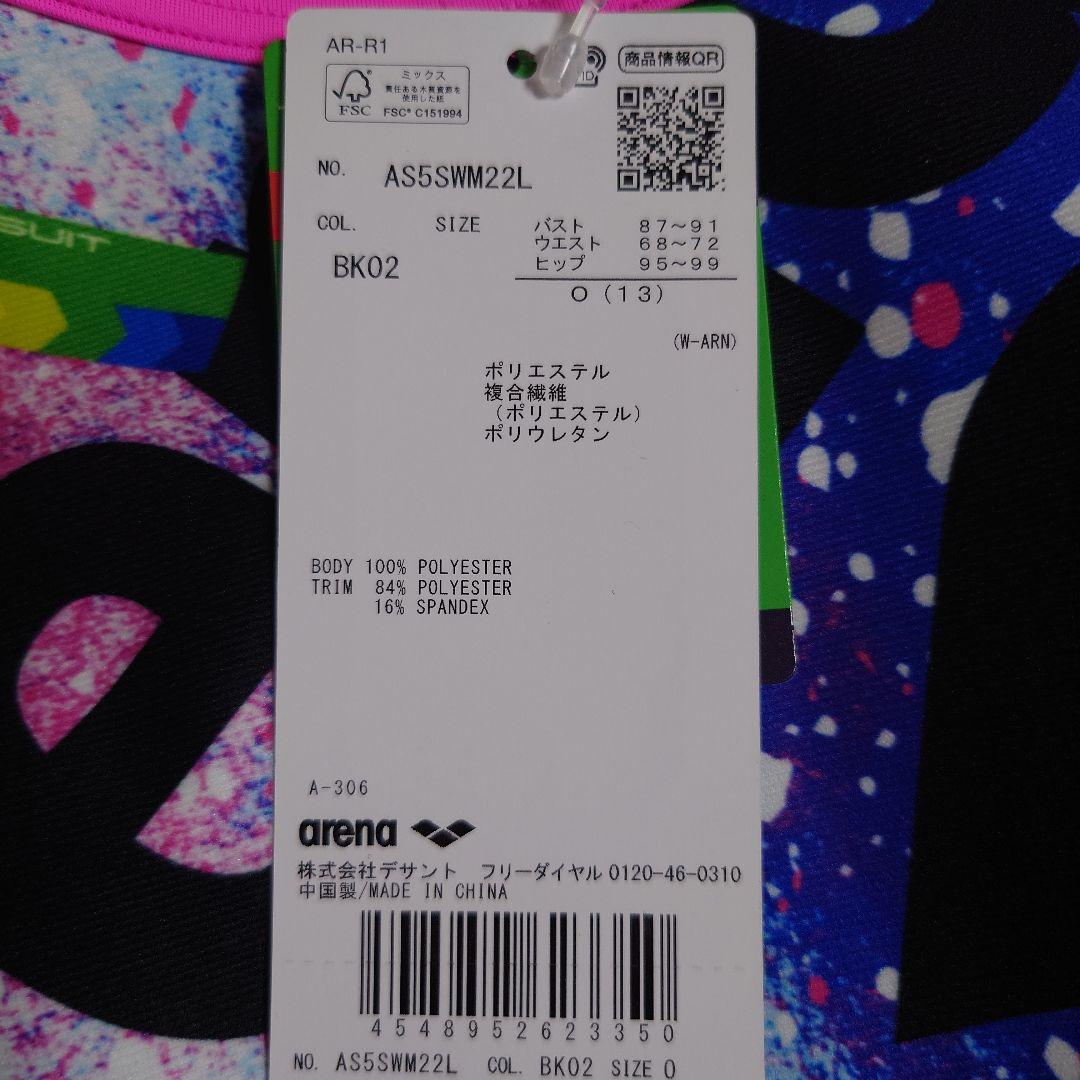 AR-R1
ミックス
責任ある木質資源を
使用した紙
FSC
FSC® C151994
ID
商品情報QR
NO. AS5SWM22L
COL. SIZE
BK02
バスト 87～91
ウエスト 68～72
ヒップ 95～99
O (13)
(W-ARN)
ポリエステル
複合繊維
(ポリエステル)
ポリウレタン
BODY 100% POLYESTER
TRIM 84% POLYESTER
16% SPANDEX
A-306
arena
株式会社デサント フリーダイヤル 0120-46-0310
中国製/MADE IN CHINA
4548952623350
NO. AS5SWM22L COL. BK02 SIZE O
SUIT